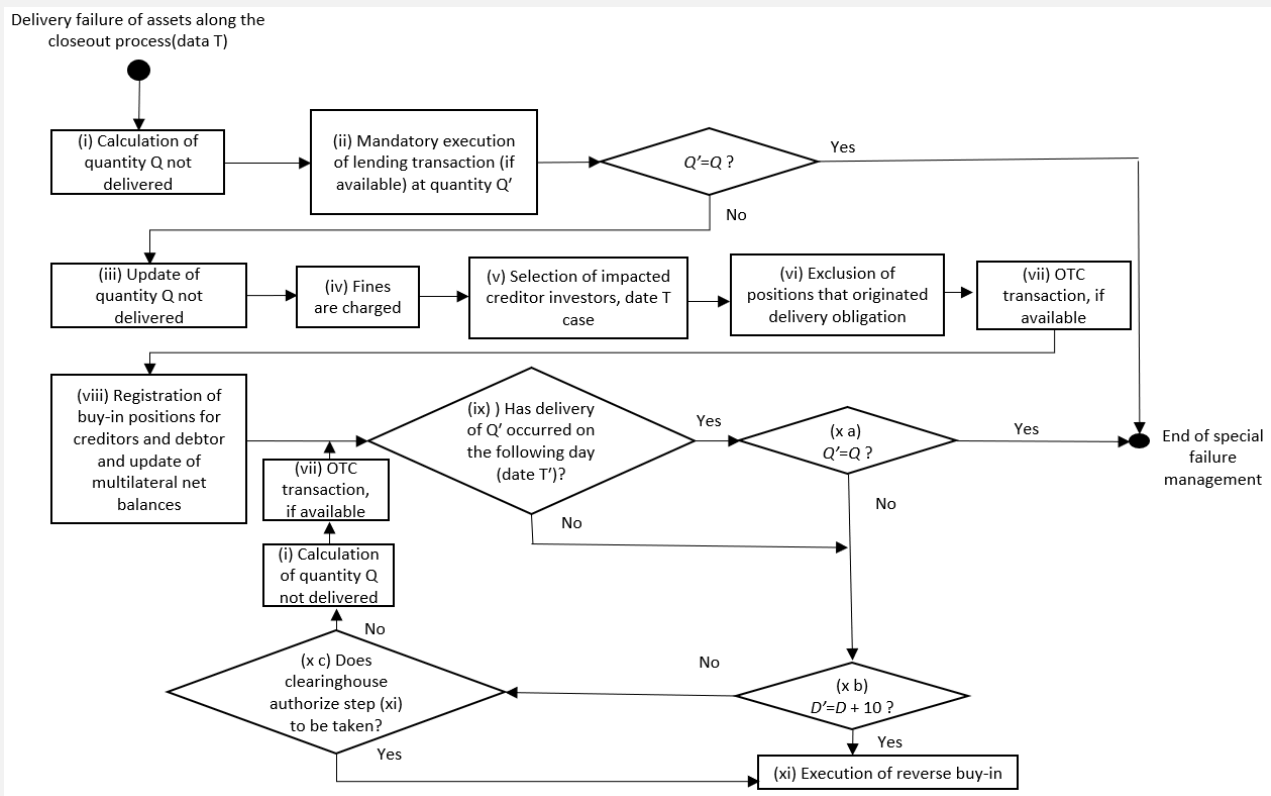 Delivery failure of assets along the
closeout process(data T)
(i) Calculation of
quantity Q not
delivered
(ii) Mandatory execution
of lending transaction (if
available) at quantity Q’
Q’=Q ?
Yes
No
(iii) Update of
quantity Q not
delivered
(iv) Fines
are charged
(v) Selection of impacted
creditor investors, date T
case
(vi) Exclusion of
positions that originated
delivery obligation
(vii) OTC
transaction, if
available
(viii) Registration of
buy-in positions for
creditors and debtor
and update of
multilateral net
balances
(ix) ) Has delivery
of Q’ occurred on
the following day
(date T’)?
Yes
No
(x a)
Q’=Q ?
Yes
No
End of special
failure
management
(vii) OTC
transaction,
if available
(i) Calculation
of quantity Q
not delivered
No
(x c) Does
clearinghouse
authorize step (xi)
to be taken?
Yes
No
(x b)
D’=D + 10 ?
Yes
(xi) Execution of reverse buy-in